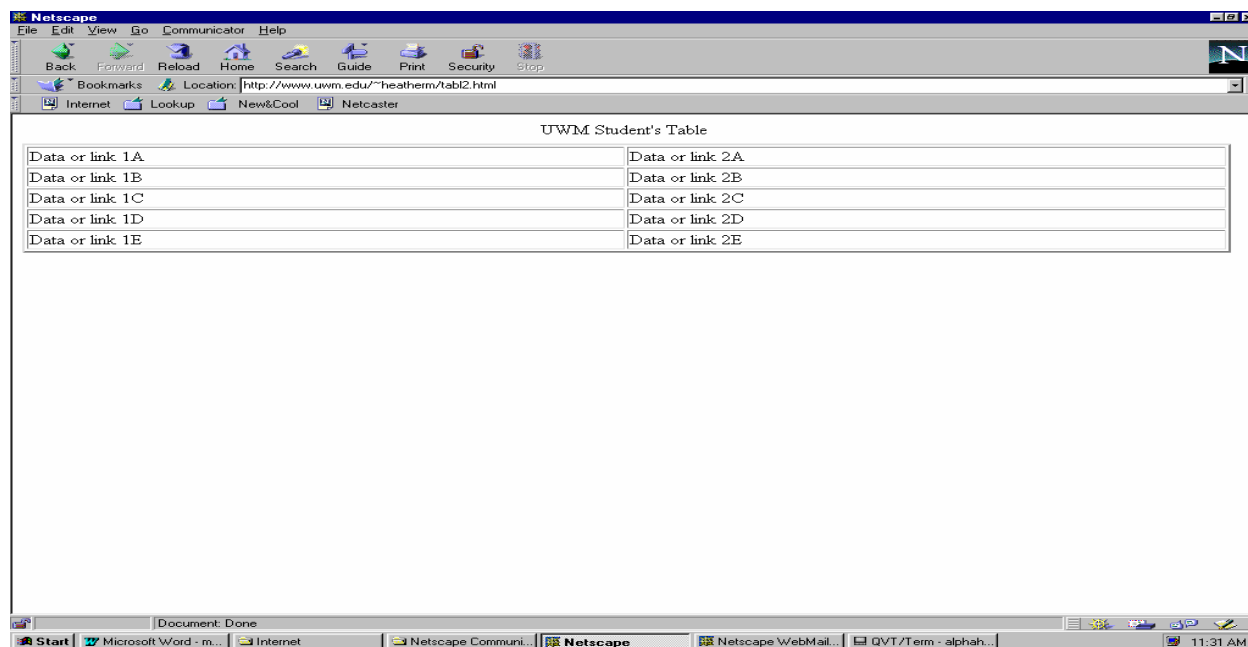 Netscape
File Edit View Go Communicator Help
Back Forward Reload Home Search Guide Print Security Stop
N
Bookmarks Location: http://www.uwm.edu/~heatherm/tabl2.html
Internet Lookup New&Cool Netcaster
UWM Student's Table
Data or link 1A Data or link 2A
Data or link 1B Data or link 2B
Data or link 1C Data or link 2C
Data or link 1D Data or link 2D
Data or link 1E Data or link 2E
Document: Done
Start Microsoft Word - m... Internet Netscape Communi... Netscape Netscape WebMail... QVT/Term - alphah... 11:31 AM